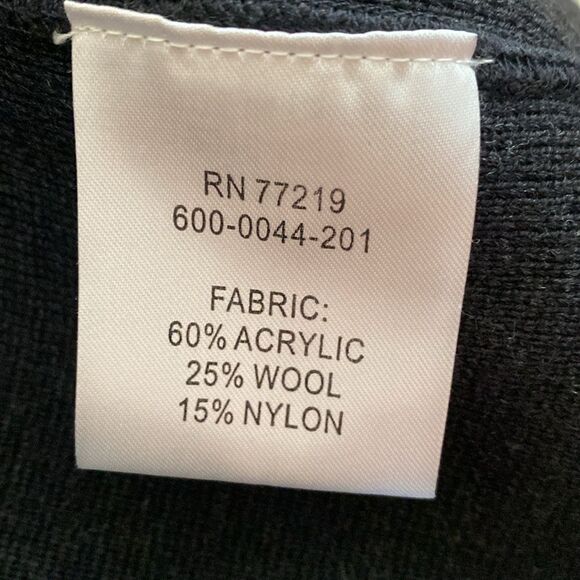 RN 77219
600-0044-201
FABRIC:
60% ACRYLIC
25% WOOL
15% NYLON